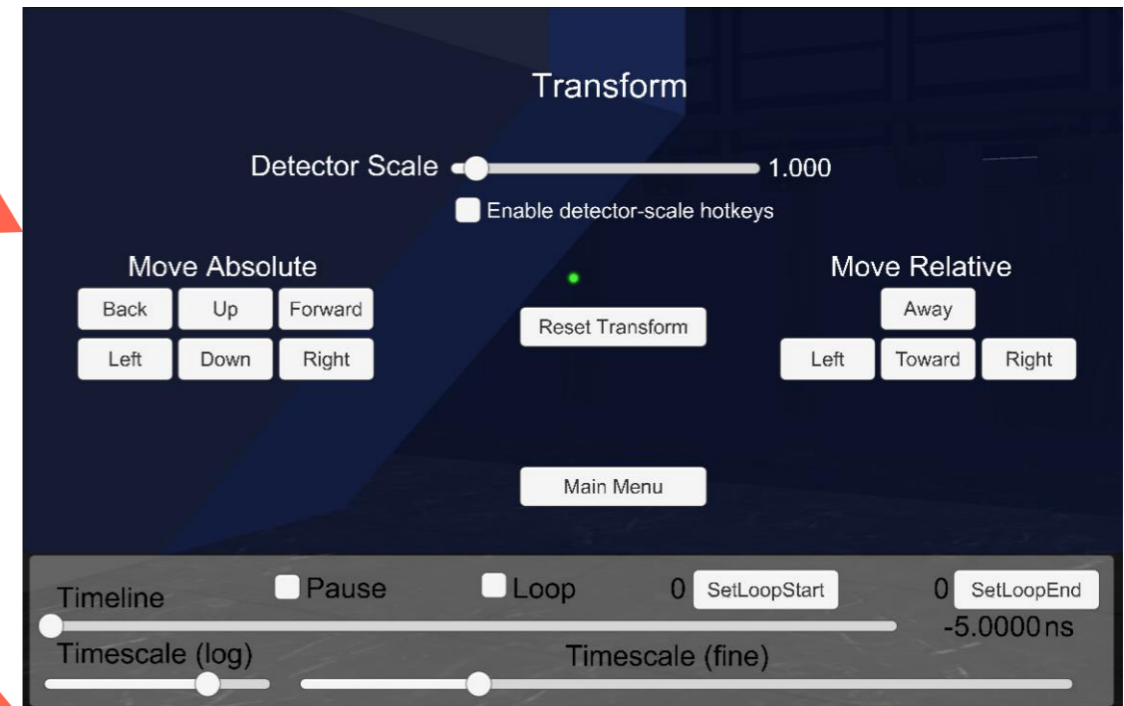 Transform
Detector Scale 1.000
Enable detector-scale hotkeys
Move Absolute
Back Up Forward
Left Down Right
Reset Transform
Move Relative
Away
Left Toward Right
Main Menu
Pause Loop 0 SetLoopStart 0 SetLoopEnd
Timeline -5.0000 ns
Timescale (log) Timescale (fine)